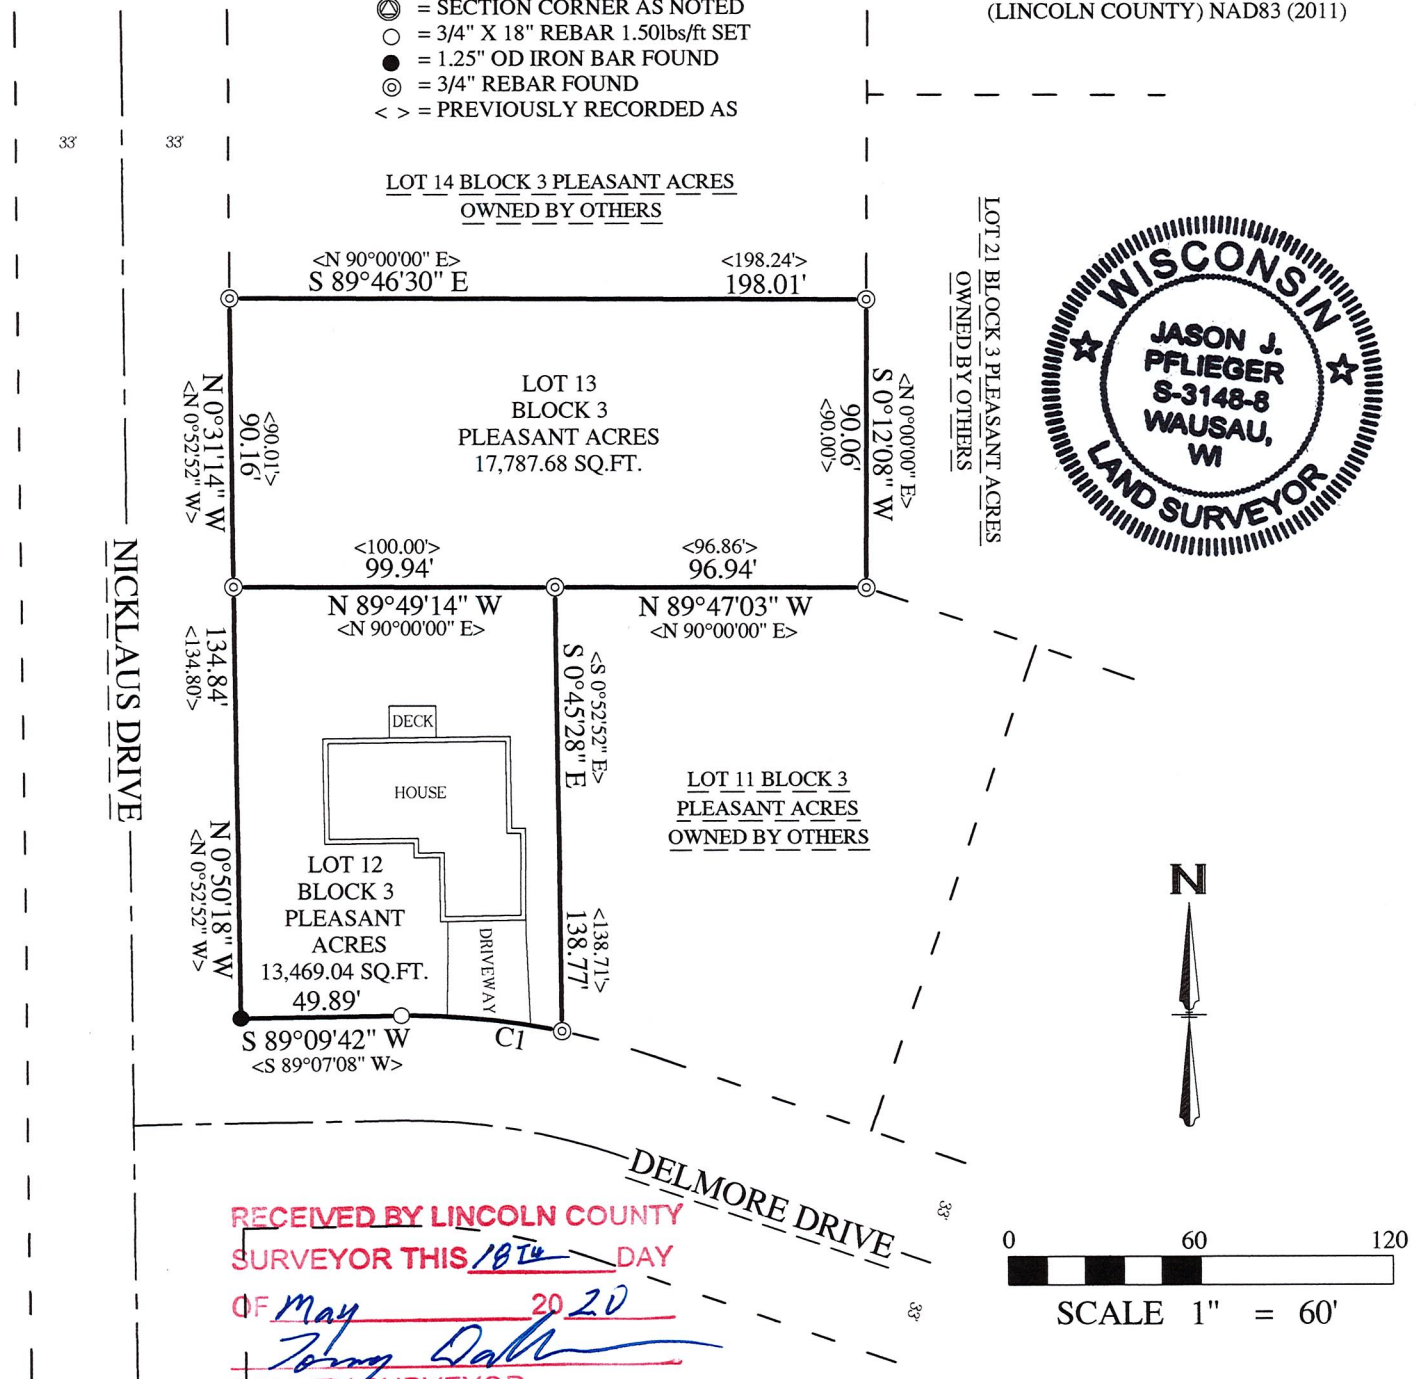 = SECTION CORNER AS NOTED
= 3/4" X 18" REBAR 1.50lbs/ft SET
= 1.25" OD IRON BAR FOUND
= 3/4" REBAR FOUND
< > = PREVIOUSLY RECORDED AS
(LINCOLN COUNTY) NAD83 (2011)
33'
33'
LOT 14 BLOCK 3 PLEASANT ACRES
OWNED BY OTHERS
<N 90°00'00" E>
S 89°46'30" E
<198.24'>
198.01'
LOT 21 BLOCK 3 PLEASANT ACRES
OWNED BY OTHERS
WISCONSIN
JASON J.
PFLIEGER
S-3148-8
WAUSAU,
WI
LAND SURVEYOR
N 0°31'14" W
<N 0°52'52" W>
<90.01'>
90.16'
LOT 13
BLOCK 3
PLEASANT ACRES
17,787.68 SQ.FT.
<N 0°00'00" E>
S 0°12'08" W
90.06'
<90.00'>
<100.00'>
99.94'
<96.86'>
96.94'
N 89°49'14" W
<N 90°00'00" E>
N 89°47'03" W
<N 90°00'00" E>
NICKLAUS DRIVE
134.84'
<134.80'>
<S 0°52'52" E>
S 0°45'28" E
DECK
HOUSE
LOT 11 BLOCK 3
PLEASANT ACRES
OWNED BY OTHERS
N 0°50'18" W
<N 0°52'52" W>
LOT 12
BLOCK 3
PLEASANT
ACRES
13,469.04 SQ.FT.
49.89'
DRIVEWAY
<138.71'>
138.77'
S 89°09'42" W
<S 89°07'08" W>
C1
N
DELMORE DRIVE
33'
33'
RECEIVED BY LINCOLN COUNTY
SURVEYOR THIS 18TH DAY
OF May 20 20
0 60 120
SCALE 1" = 60'